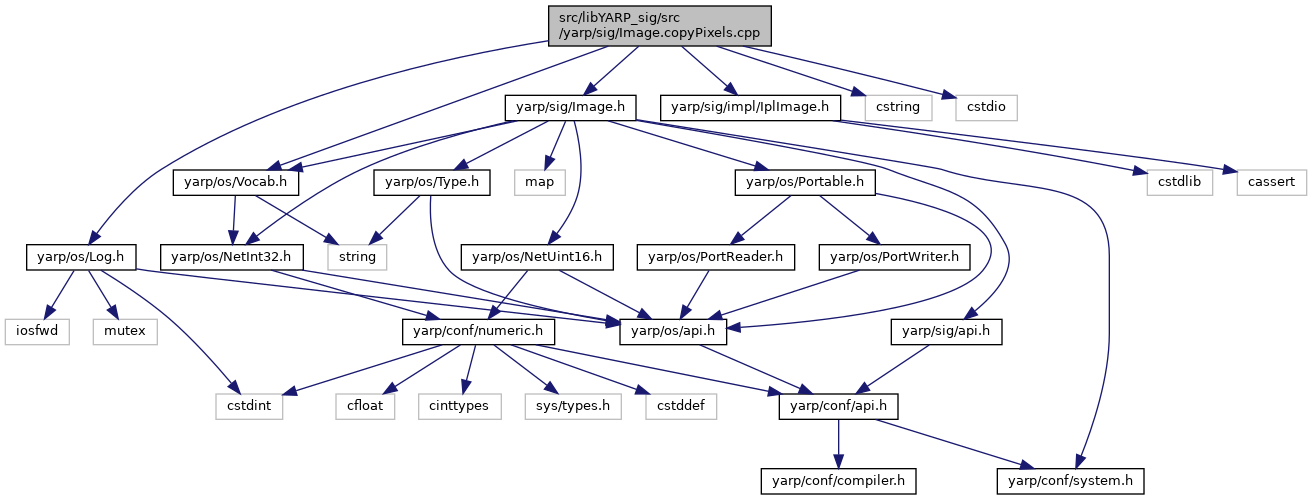 src/libYARP_sig/src
/yarp/sig/Image.copyPixels.cpp
yarp/sig/Image.h
yarp/sig/impl/IplImage.h
cstring
cstdio
yarp/os/Vocab.h
yarp/os/Type.h
map
yarp/os/Portable.h
cstdlib
cassert
yarp/os/Log.h
yarp/os/NetInt32.h
string
yarp/os/NetUint16.h
yarp/os/PortReader.h
yarp/os/PortWriter.h
iosfwd
mutex
yarp/conf/numeric.h
yarp/os/api.h
yarp/sig/api.h
cstdint
cfloat
cinttypes
sys/types.h
cstddef
yarp/conf/api.h
yarp/conf/compiler.h
yarp/conf/system.h